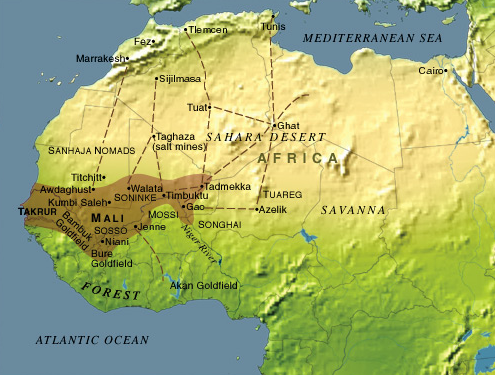 MEDITERRANEAN SEA
Tunis
Tlemcen
Fez
Marrakesh
Cairo
Sijilmasa
Tuat
Ghat
Taghaza
(salt mines)
SAHARA DESERT
AFRICA
SANHAJA NOMADS
Titchitt
Awdaghust
Walata
SONINKE
Tadmekka
Timbuktu
TUAREG
Kumbi Saleh
Gao
Azelik
SAVANNA
TAKRUR
MALI
MOSSI
SONGHAI
Bambuk
Goldfield
SOSSO
Jenne
Niani
Niger River
Bure
Goldfield
FOREST
Akan Goldfield
ATLANTIC OCEAN